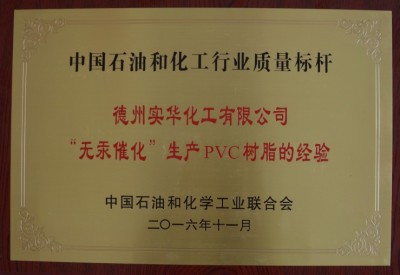 中国石油和化工行业质量标杆
德州实华化工有限公司
“无汞催化”生产PVC树脂的经验
中国石油和化学工业联合会
二〇一六年十一月